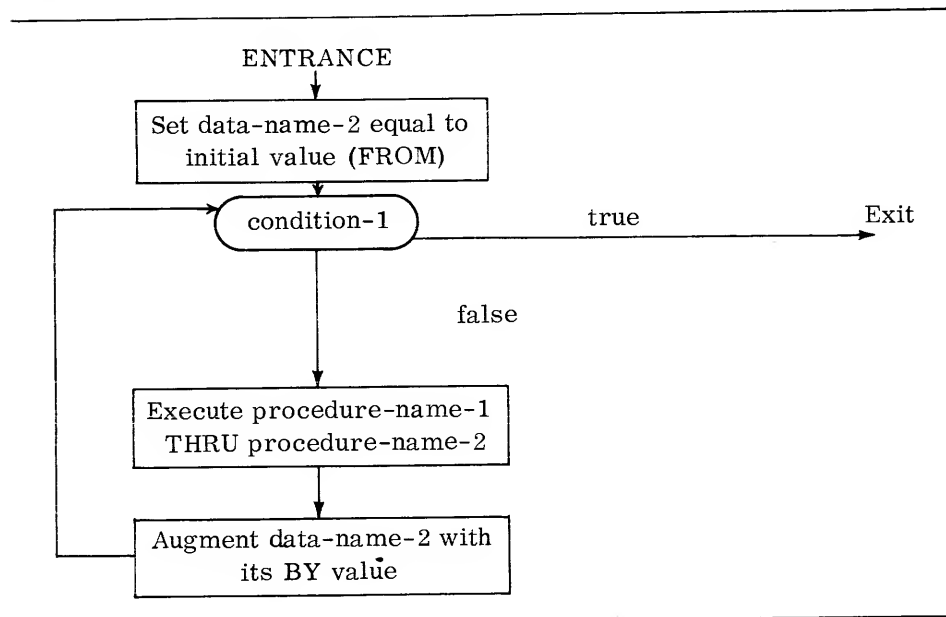 ENTRANCE
Set data-name-2 equal to
initial value (FROM)
condition-1
true
Exit
false
Execute procedure-name-1
THRU procedure-name-2
Augment data-name-2 with
its BY value